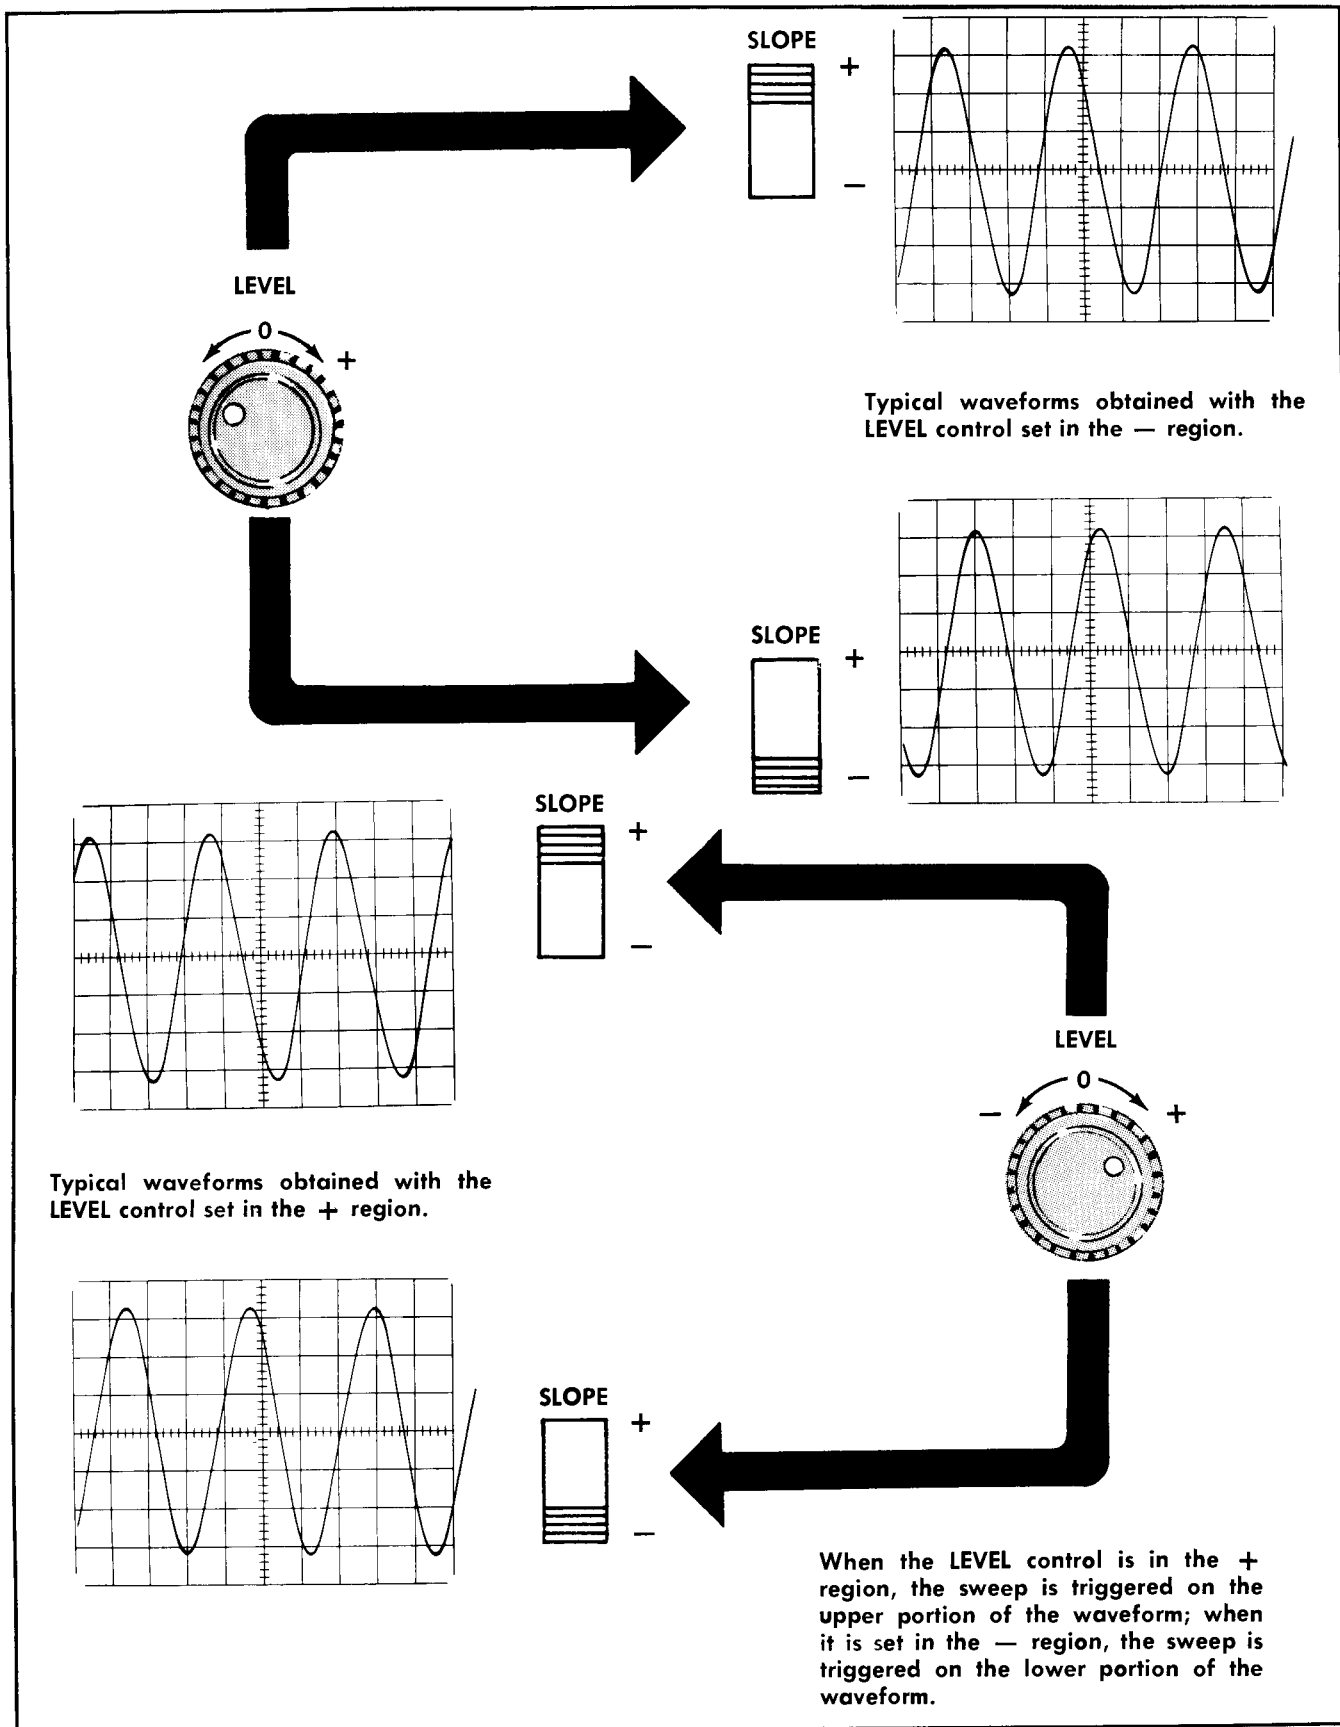 SLOPE
+
—
LEVEL
0
+
Typical waveforms obtained with the
LEVEL control set in the — region.
SLOPE
+
—
SLOPE
+
—
LEVEL
— 0 +
Typical waveforms obtained with the
LEVEL control set in the + region.
SLOPE
+
—
When the LEVEL control is in the +
region, the sweep is triggered on the
upper portion of the waveform; when
it is set in the — region, the sweep is
triggered on the lower portion of the
waveform.